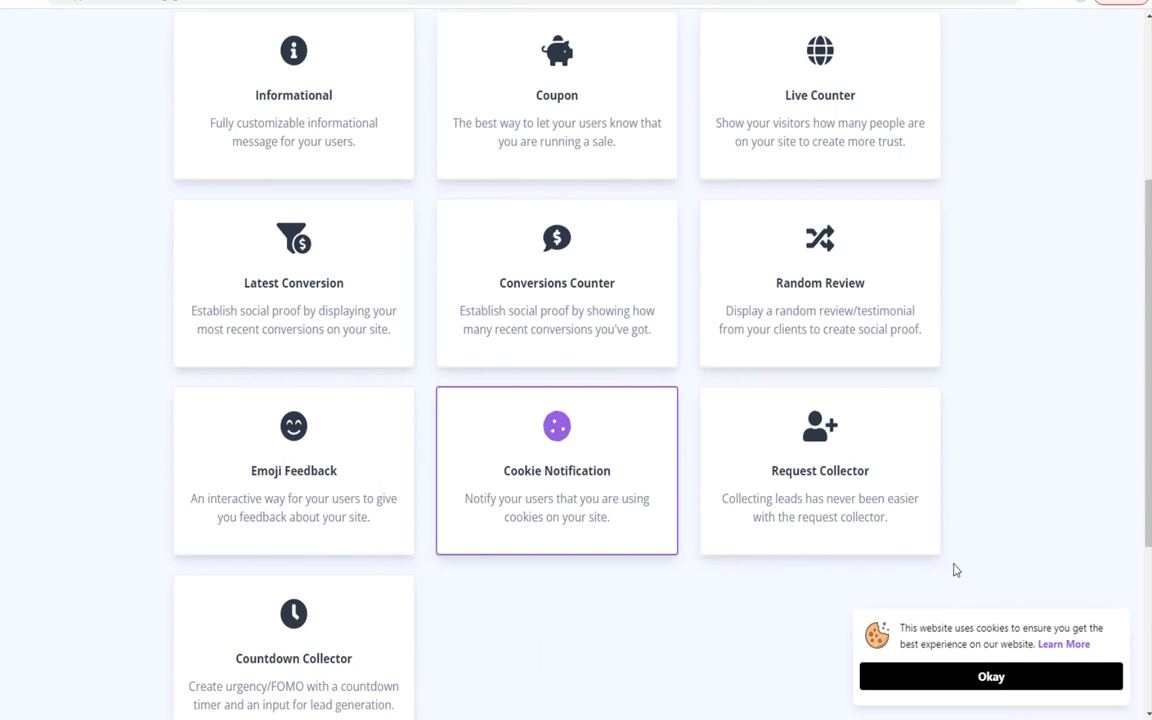 Informational
Fully customizable informational
message for your users.
Coupon
The best way to let your users know that
you are running a sale.
Live Counter
Show your visitors how many people are
on your site to create more trust.
Latest Conversion
Establish social proof by displaying your
most recent conversions on your site.
Conversions Counter
Establish social proof by showing how
many recent conversions you've got.
Random Review
Display a random review/testimonial
from your clients to create social proof.
Emoji Feedback
An interactive way for your users to give
you feedback about your site.
Cookie Notification
Notify your users that you are using
cookies on your site.
Request Collector
Collecting leads has never been easier
with the request collector.
Countdown Collector
Create urgency/FOMO with a countdown
timer and an input for lead generation.
This website uses cookies to ensure you get the
best experience on our website. Learn More
Okay